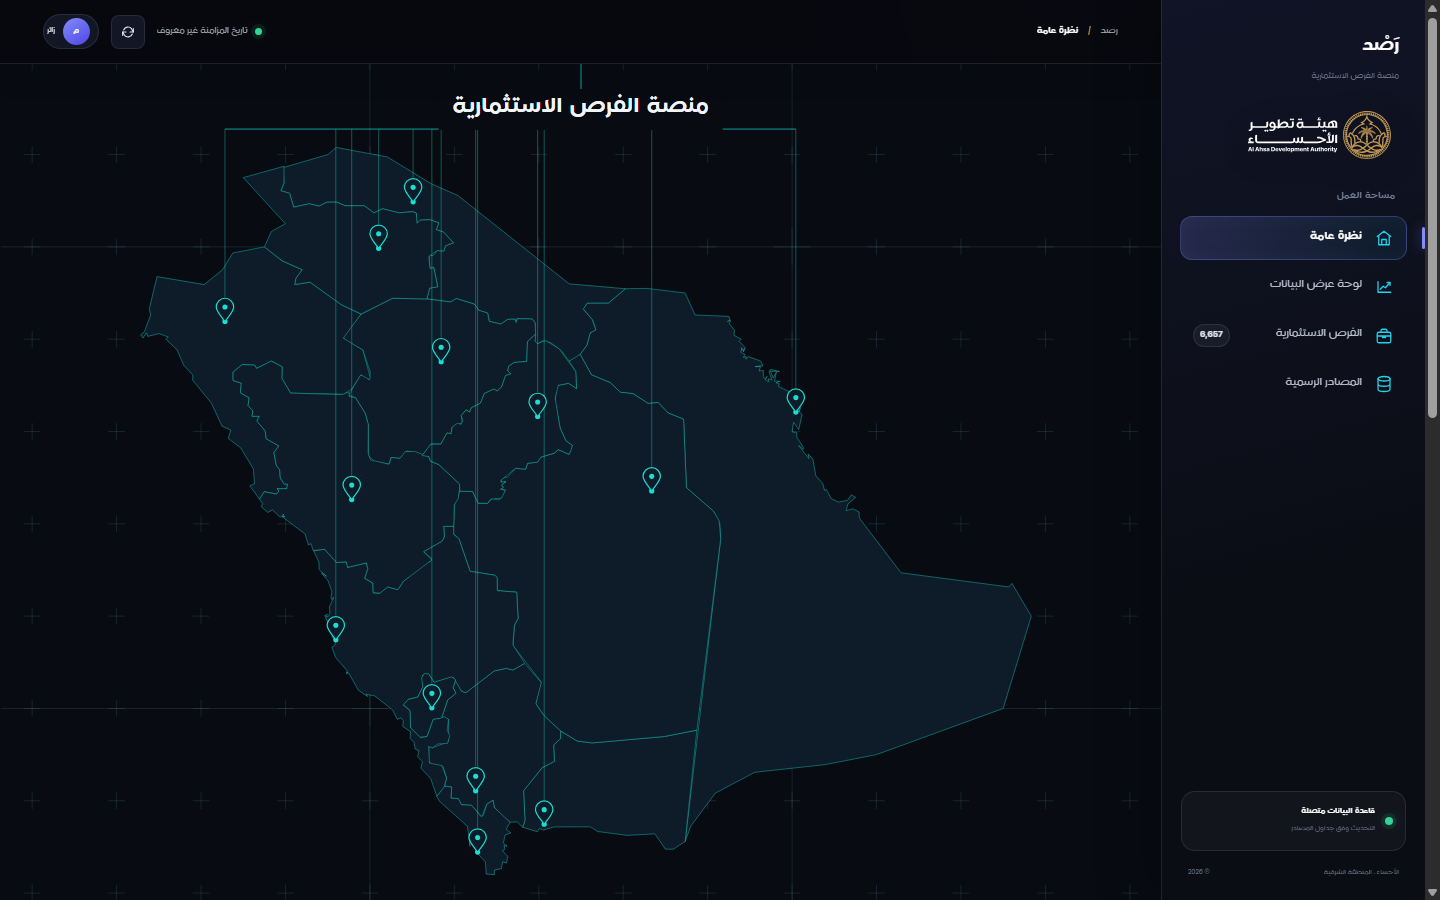 رَصْد
منصة الفرص الاستثمارية
هيئة تطوير
الأحساء
Al Ahsa Development Authority
مساحة العمل
نظرة عامة
لوحة عرض البيانات
الفرص الاستثمارية
6,657
المصادر الرسمية
قاعدة البيانات متصلة
التحديث وفق جداول المصادر
الأحساء . المنطقة الشرقية
© 2026
رصد / نظرة عامة
تاريخ المزامنة غير معروف
م
زائر
منصة الفرص الاستثمارية